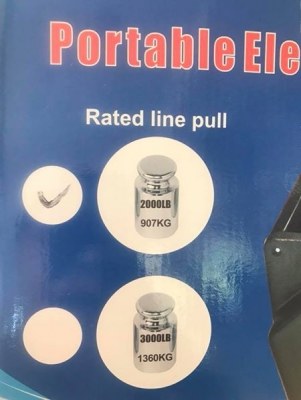 Portable Ele
Rated line pull
2000LB
907KG
3000LB
1360KG